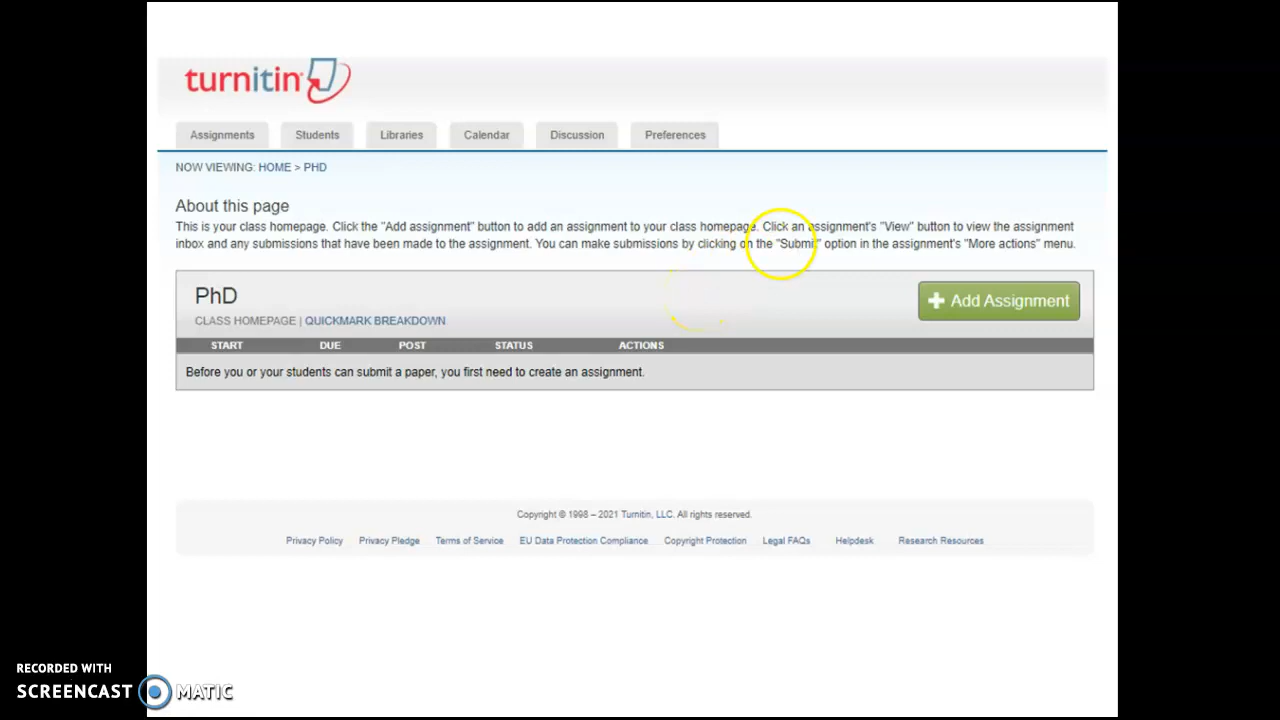 turnitin
Assignments Students Libraries Calendar Discussion Preferences
NOW VIEWING: HOME > PHD
About this page
This is your class homepage. Click the "Add assignment" button to add an assignment to your class homepage. Click an assignment's "View" button to view the assignment
inbox and any submissions that have been made to the assignment. You can make submissions by clicking on the "Submit" option in the assignment's "More actions" menu.
PhD
Add Assignment
CLASS HOMEPAGE | QUICKMARK BREAKDOWN
START DUE POST STATUS ACTIONS
Before you or your students can submit a paper, you first need to create an assignment.
Copyright © 1998 – 2021 Turnitin, LLC. All rights reserved.
Privacy Policy Privacy Pledge Terms of Service EU Data Protection Compliance Copyright Protection Legal FAQs Helpdesk Research Resources
RECORDED WITH
SCREENCAST MATIC